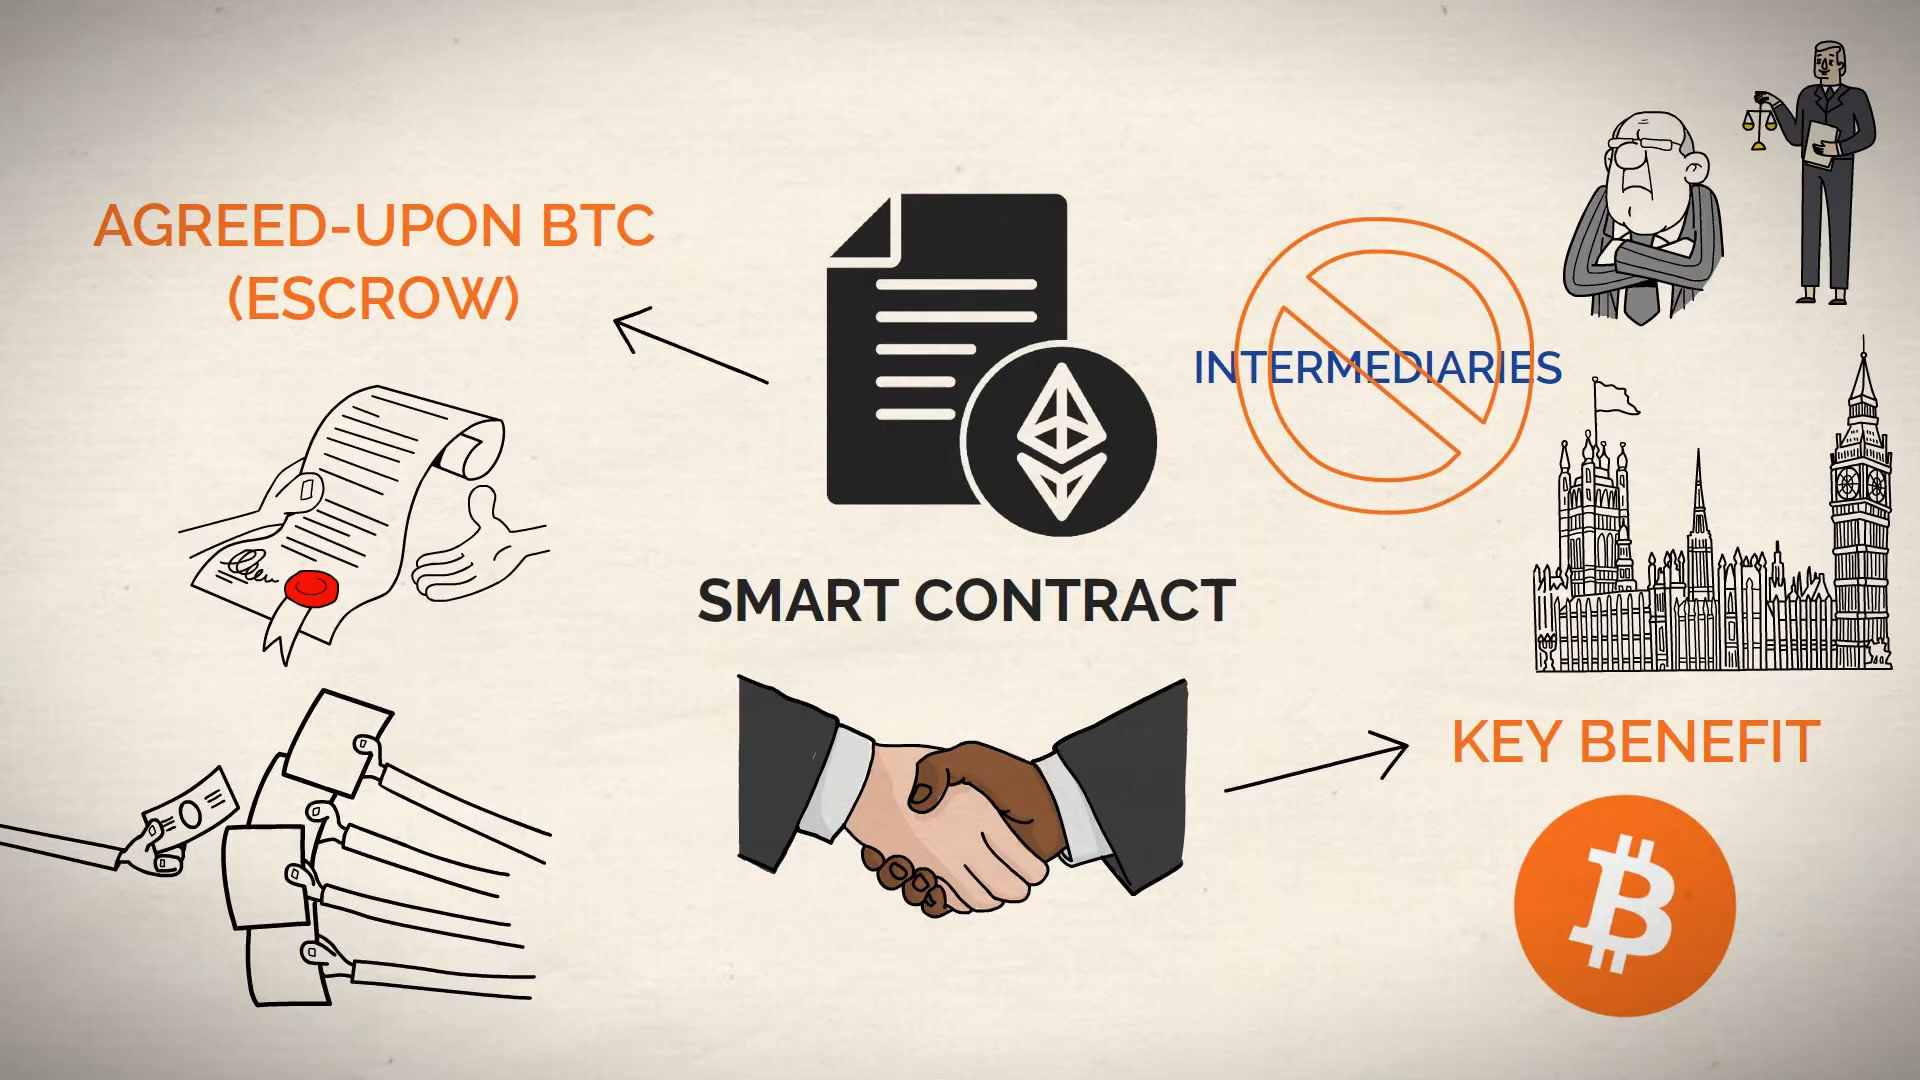 AGREED-UPON BTC
(ESCROW)
INTERMEDIARIES
SMART CONTRACT
KEY BENEFIT